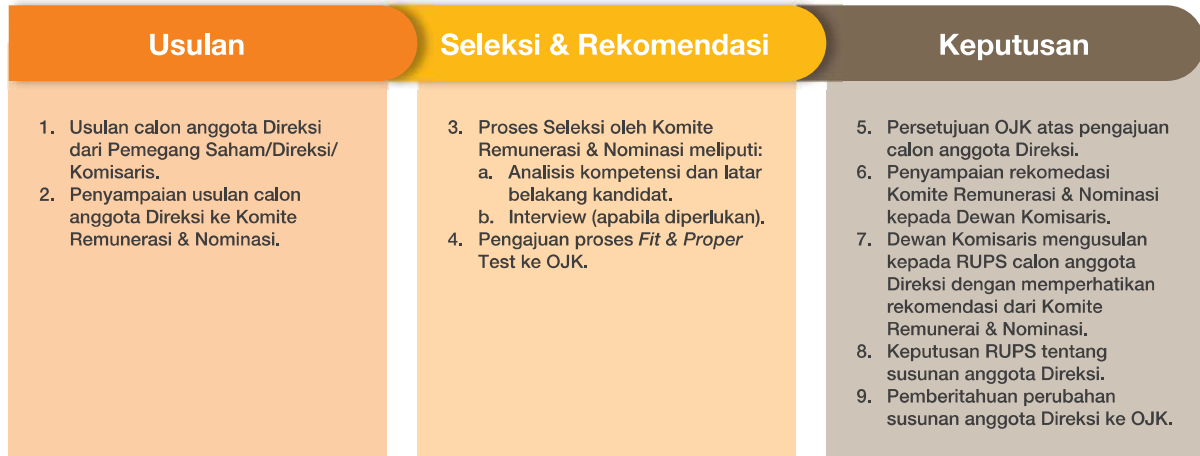 Usulan
1. Usulan calon anggota Direksi
dari Pemegang Saham/Direksi/
Komisaris.
2. Penyampaian usulan calon
anggota Direksi ke Komite
Remunerasi & Nominasi.
Seleksi & Rekomendasi
3. Proses Seleksi oleh Komite
Remunerasi & Nominasi meliputi:
a. Analisis kompetensi dan latar
belakang kandidat.
b. Interview (apabila diperlukan).
4. Pengajuan proses Fit & Proper
Test ke OJK.
Keputusan
5. Persetujuan OJK atas pengajuan
calon anggota Direksi.
6. Penyampaian rekomedasi
Komite Remunerasi & Nominasi
kepada Dewan Komisaris.
7. Dewan Komisaris mengusulan
kepada RUPS calon anggota
Direksi dengan memperhatikan
rekomendasi dari Komite
Remunerai & Nominasi.
8. Keputusan RUPS tentang
susunan anggota Direksi.
9. Pemberitahuan perubahan
susunan anggota Direksi ke OJK.